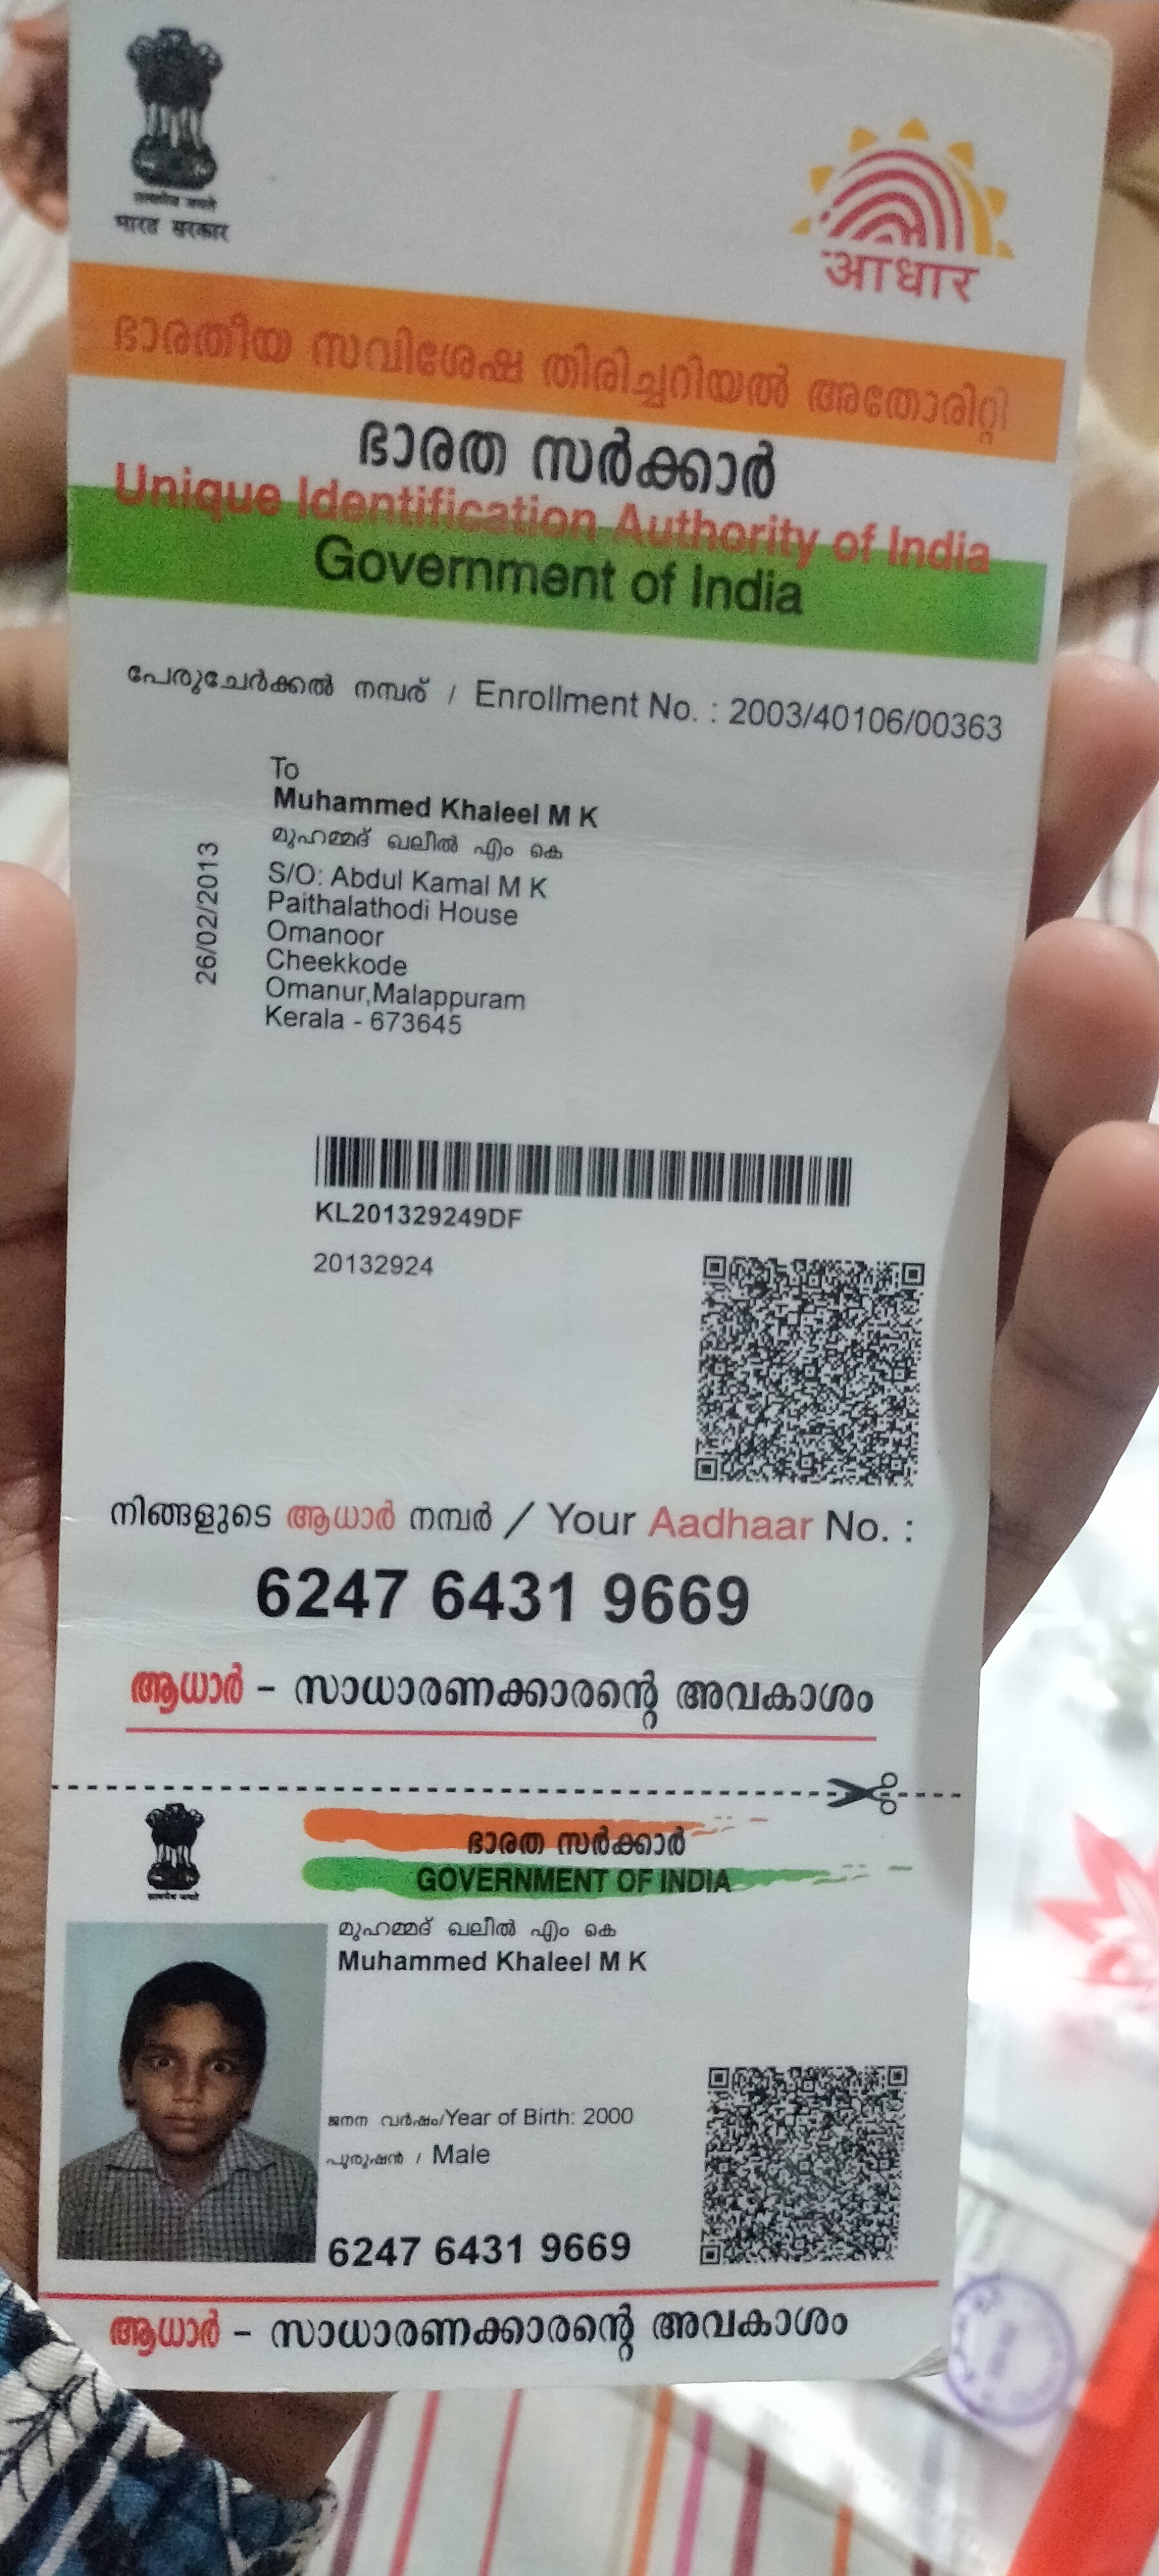 भारत सरकार
आधार
ഭാരതീയ സവിശേഷ തിരിച്ചറിയൽ അതോരിറ്റി
ഭാരത സർക്കാർ
Unique Identification Authority of India
Government of India
പേരുചേർക്കൽ നമ്പര് / Enrollment No. : 2003/40106/00363
To
Muhammed Khaleel M K
മുഹമ്മദ് ഖലീൽ എം കെ
S/O: Abdul Kamal M K
Paithalathodi House
Omanoor
Cheekkode
Omanur,Malappuram
Kerala - 673645
26/02/2013
KL201329249DF
20132924
നിങ്ങളുടെ ആധാർ നമ്പർ / Your Aadhaar No. :
6247 6431 9669
ആധാർ – സാധാരണക്കാരന്റെ അവകാശം
ഭാരത സർക്കാർ
GOVERNMENT OF INDIA
മുഹമ്മദ് ഖലീൽ എം കെ
Muhammed Khaleel M K
ജനന വർഷം/Year of Birth: 2000
പുരുഷൻ / Male
6247 6431 9669
ആധാർ – സാധാരണക്കാരന്റെ അവകാശം